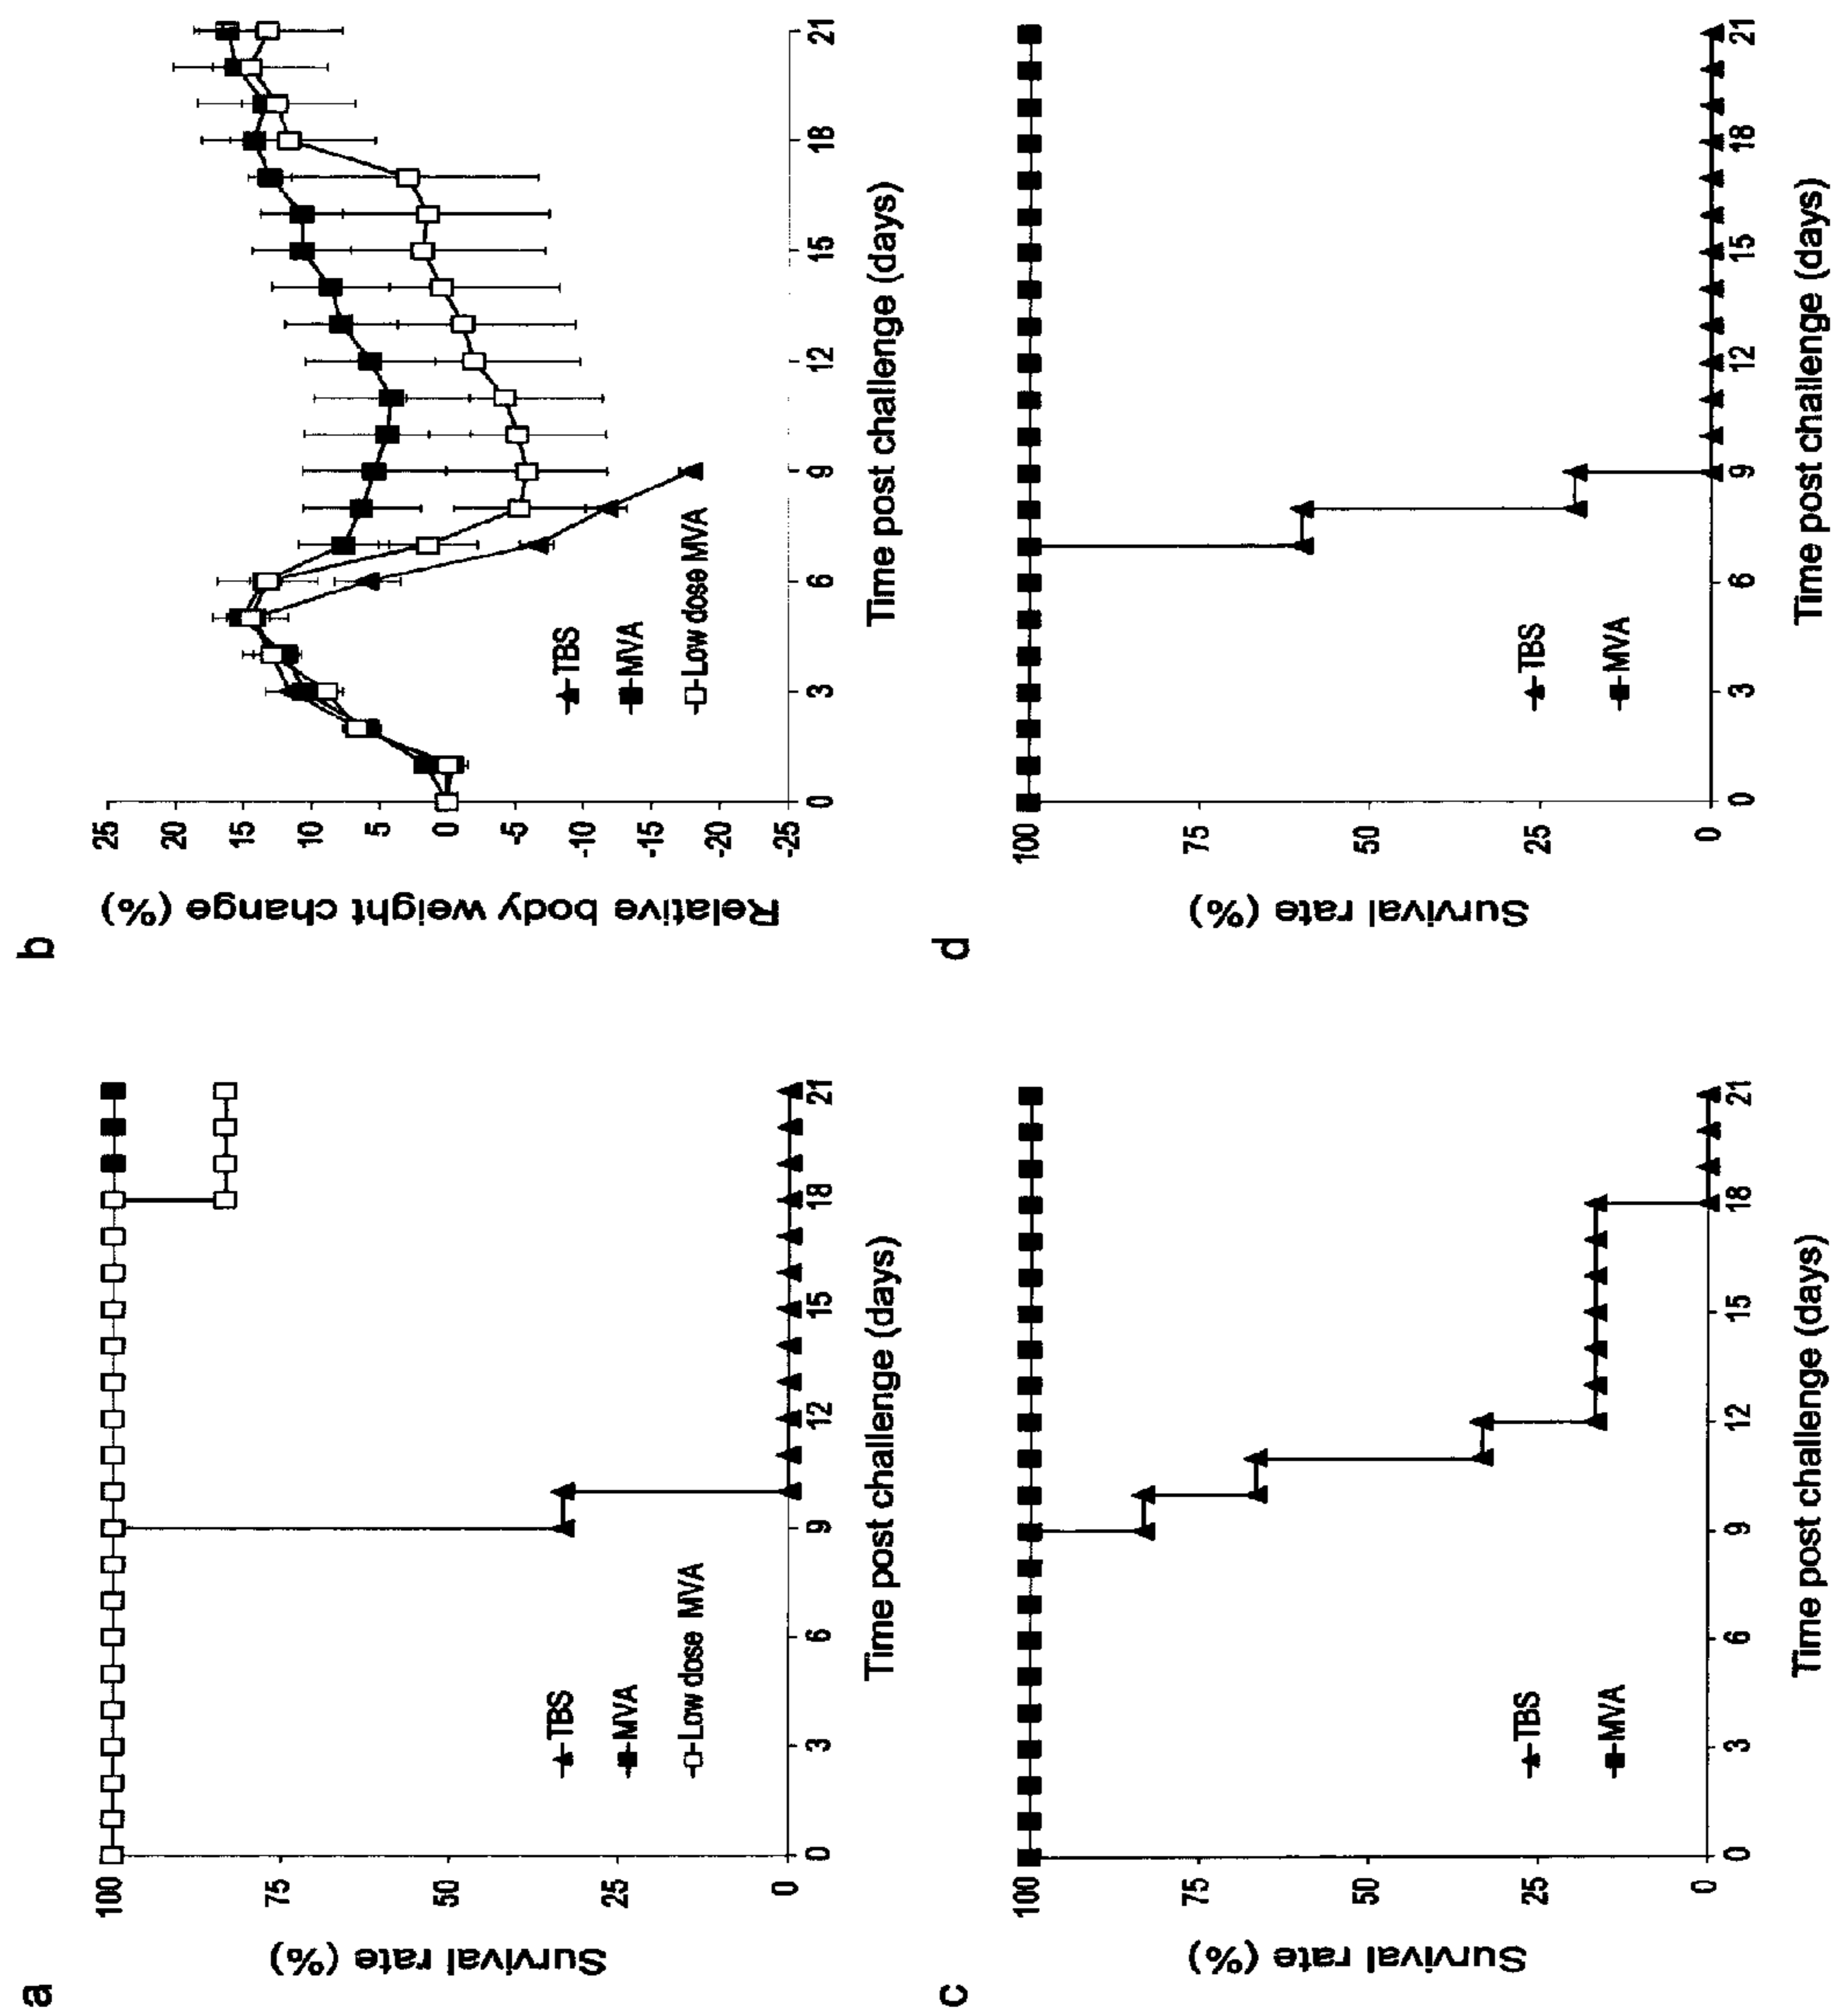 a
Survival rate (%)
100
75
50
25
0
0 3 6 9 12 15 18 21
Time post challenge (days)
TBS
MVA
Low dose MVA
b
Relative body weight change (%)
25
20
15
10
5
0
-5
-10
-15
-20
-25
0 3 6 9 12 15 18 21
Time post challenge (days)
TBS
MVA
Low dose MVA
c
Survival rate (%)
100
75
50
25
0
0 3 6 9 12 15 18 21
Time post challenge (days)
TBS
MVA
d
Survival rate (%)
100
75
50
25
0
0 3 6 9 12 15 18 21
Time post challenge (days)
TBS
MVA